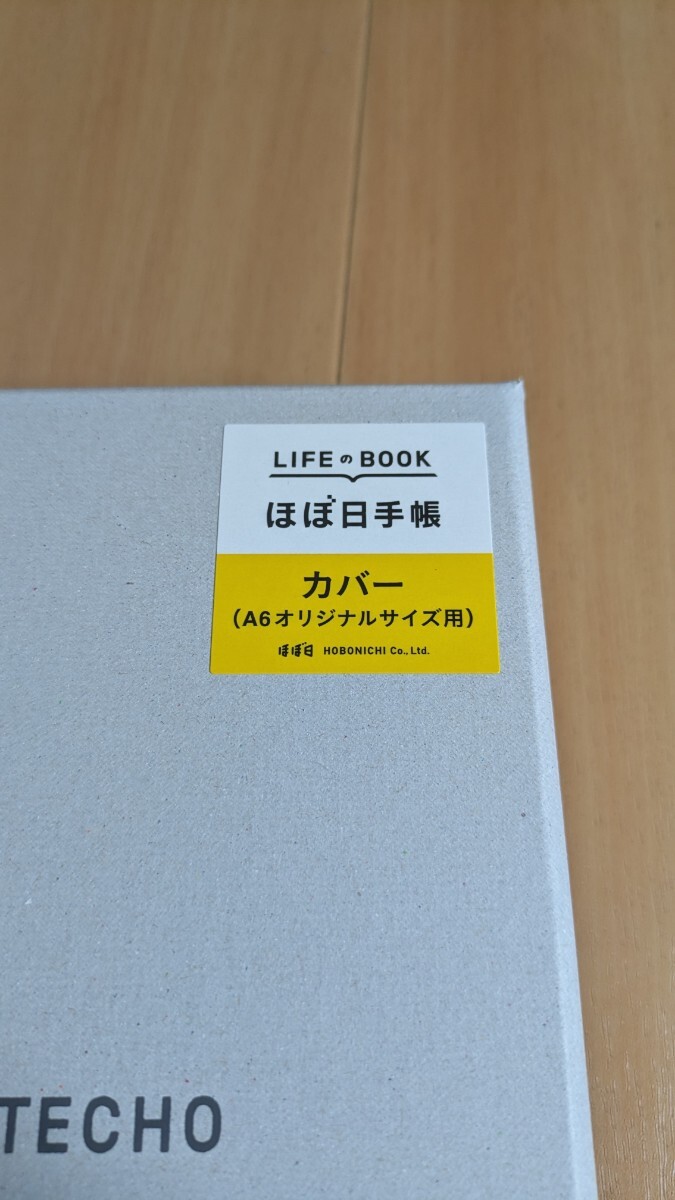 LIFEのBOOK
ほぼ日手帳
カバー
(A6オリジナルサイズ用)
ほぼ日 HOBONICHI Co., Ltd.
TECHO